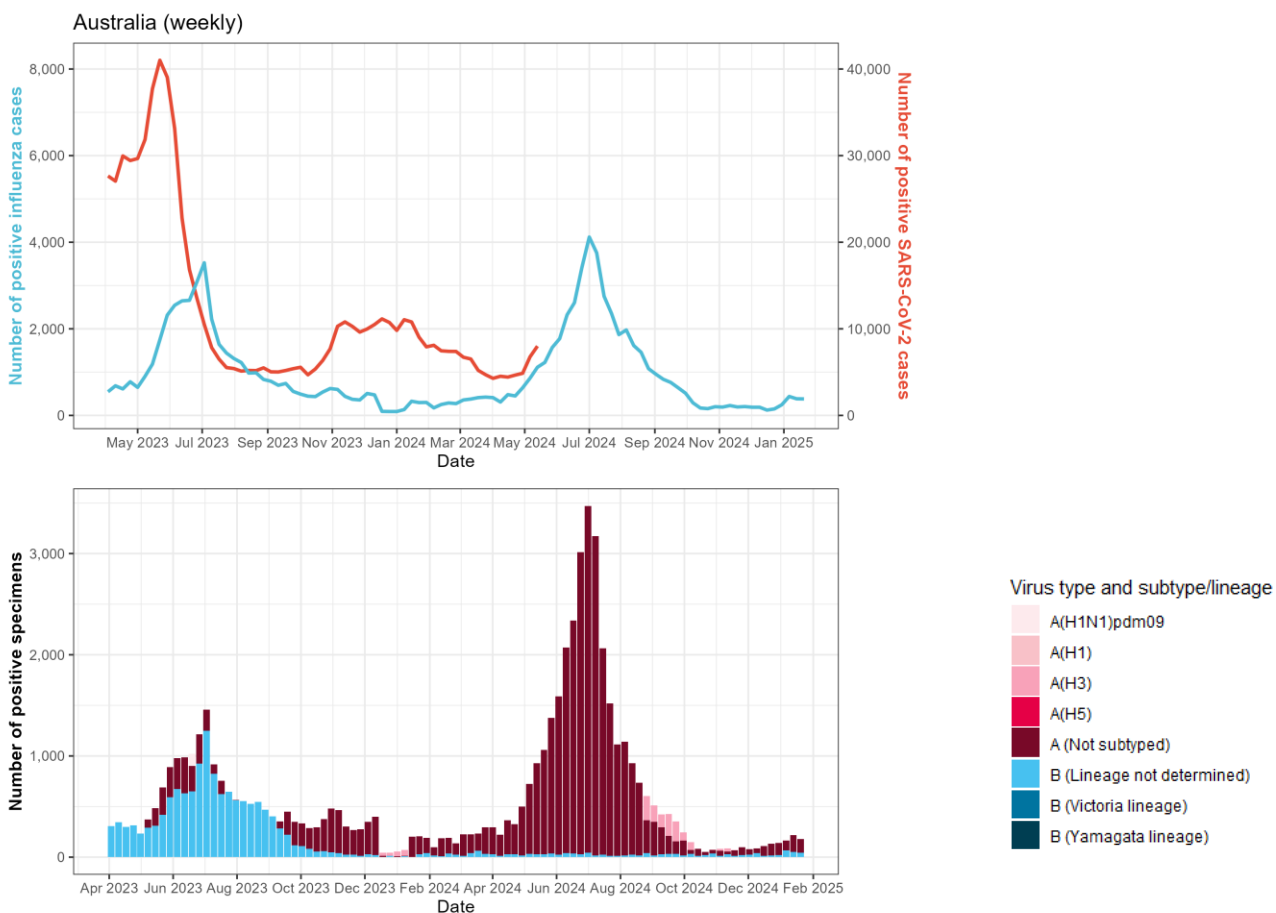 Australia (weekly)
Number of positive influenza cases
8,000
6,000
4,000
2,000
0
40,000
30,000
20,000
10,000
0
Number of positive SARS-CoV-2 cases
May 2023 Jul 2023 Sep 2023 Nov 2023 Jan 2024 Mar 2024 May 2024 Jul 2024 Sep 2024 Nov 2024 Jan 2025
Date
Number of positive specimens
3,000
2,000
1,000
0
Apr 2023 Jun 2023 Aug 2023 Oct 2023 Dec 2023 Feb 2024 Apr 2024 Jun 2024 Aug 2024 Oct 2024 Dec 2024 Feb 2025
Date
Virus type and subtype/lineage
A(H1N1)pdm09
A(H1)
A(H3)
A(H5)
A (Not subtyped)
B (Lineage not determined)
B (Victoria lineage)
B (Yamagata lineage)